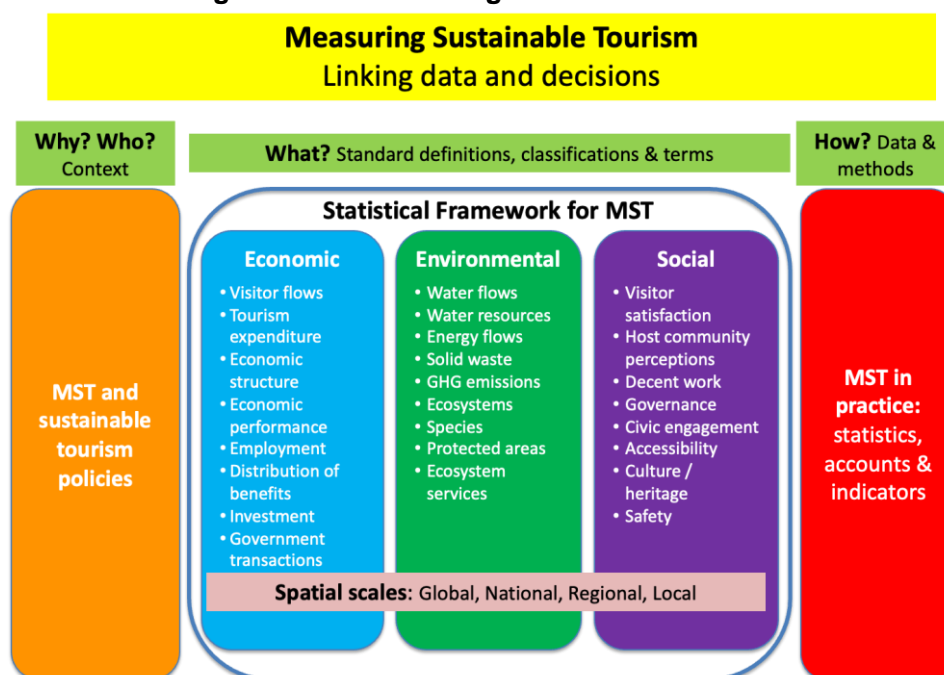 Measuring Sustainable Tourism
Linking data and decisions
Why? Who?
Context
What? Standard definitions, classifications & terms
How? Data &
methods
MST and
sustainable
tourism
policies
Statistical Framework for MST
Economic
• Visitor flows
• Tourism
expenditure
• Economic
structure
• Economic
performance
• Employment
• Distribution of
benefits
• Investment
• Government
transactions
Environmental
• Water flows
• Water resources
• Energy flows
• Solid waste
• GHG emissions
• Ecosystems
• Species
• Protected areas
• Ecosystem
services
Social
• Visitor
satisfaction
• Host community
perceptions
• Decent work
• Governance
• Civic engagement
• Accessibility
• Culture /
heritage
• Safety
Spatial scales: Global, National, Regional, Local
MST in
practice:
statistics,
accounts &
indicators